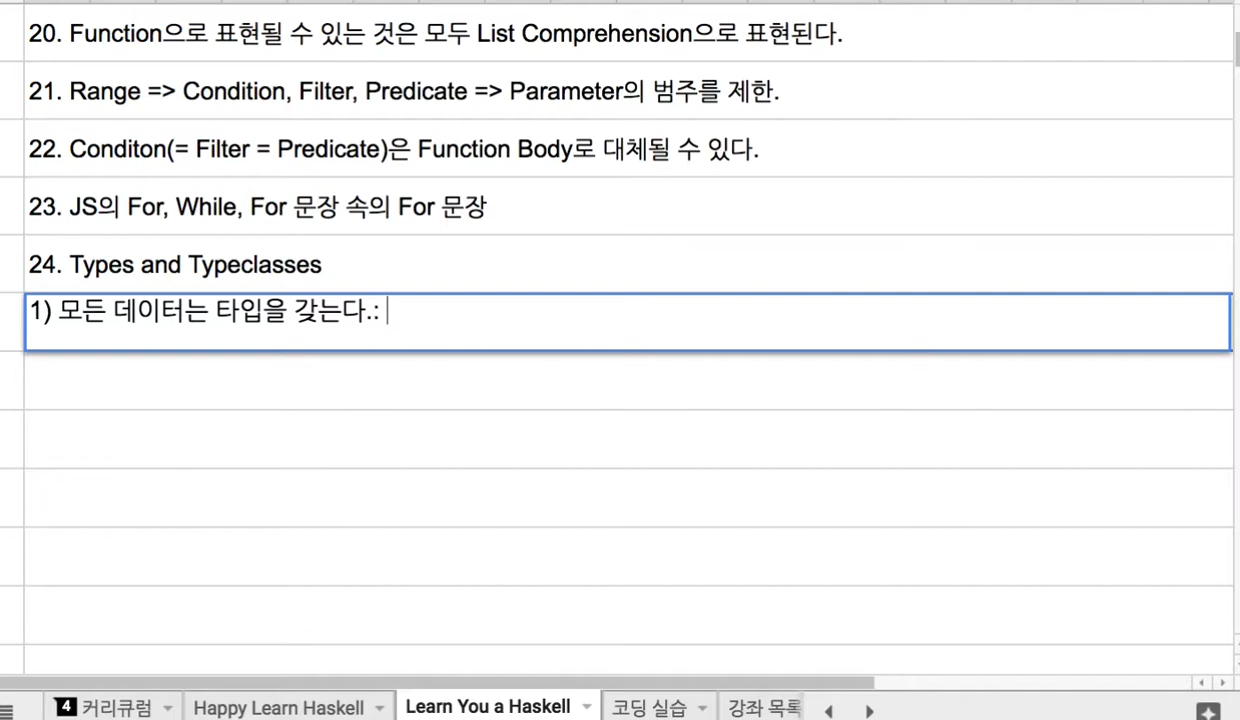 20. Function으로 표현될 수 있는 것은 모두 List Comprehension으로 표현된다.
21. Range => Condition, Filter, Predicate => Parameter의 범주를 제한.
22. Conditon(= Filter = Predicate)은 Function Body로 대체될 수 있다.
23. JS의 For, While, For 문장 속의 For 문장
24. Types and Typeclasses
1) 모든 데이터는 타입을 갖는다.:
4 커리큐럼 Happy Learn Haskell Learn You a Haskell 코딩 실습 강좌 목록